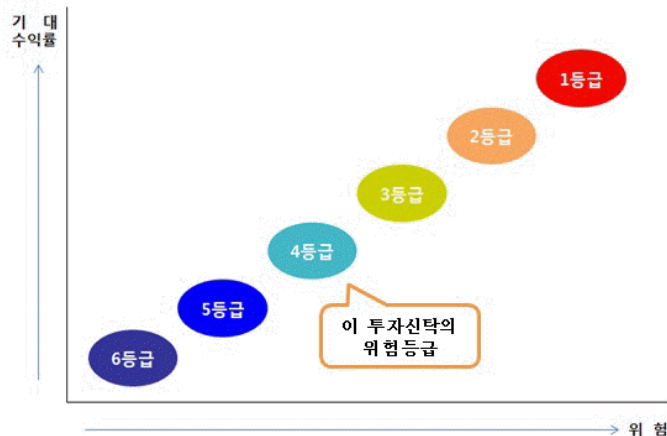 기 대
수익률
1등급
2등급
3등급
4등급
5등급
이 투자신탁의
위험등급
6등급
위 험